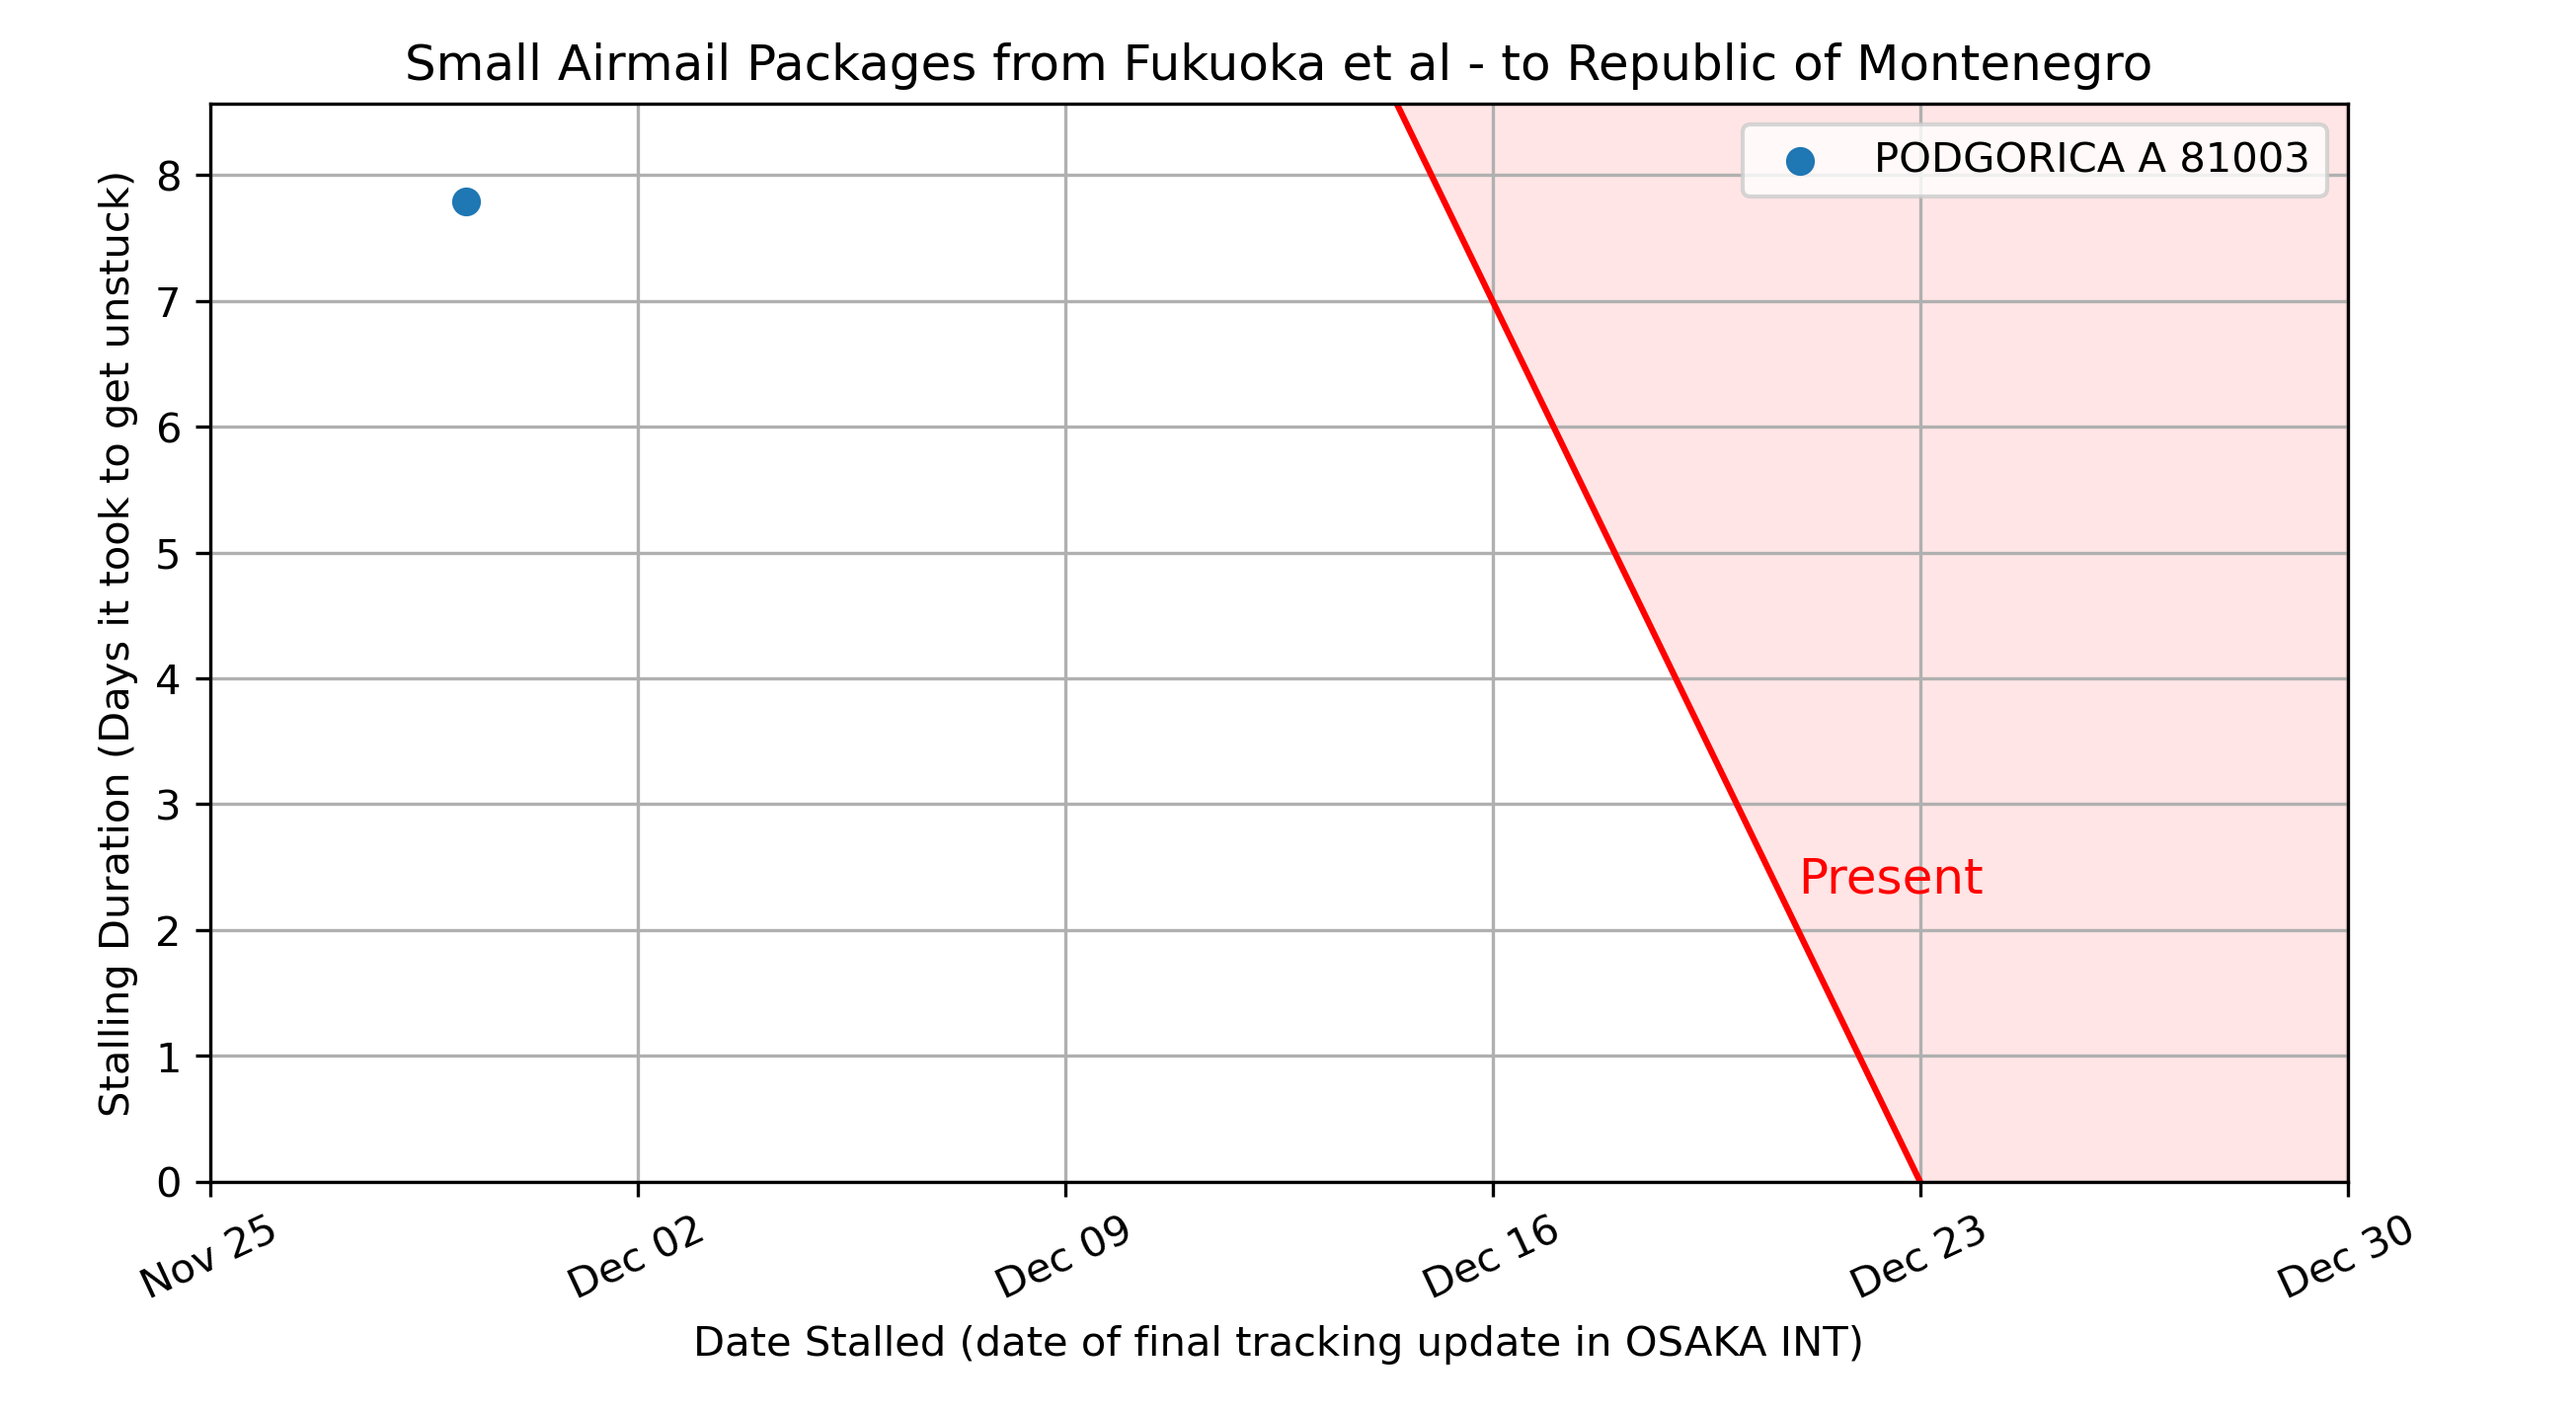 Small Airmail Packages from Fukuoka et al - to Republic of Montenegro
PODGORICA A 81003
Stalling Duration (Days it took to get unstuck)
8
7
6
5
4
3
2
1
0
Present
Nov 25
Dec 02
Dec 09
Dec 16
Dec 23
Dec 30
Date Stalled (date of final tracking update in OSAKA INT)